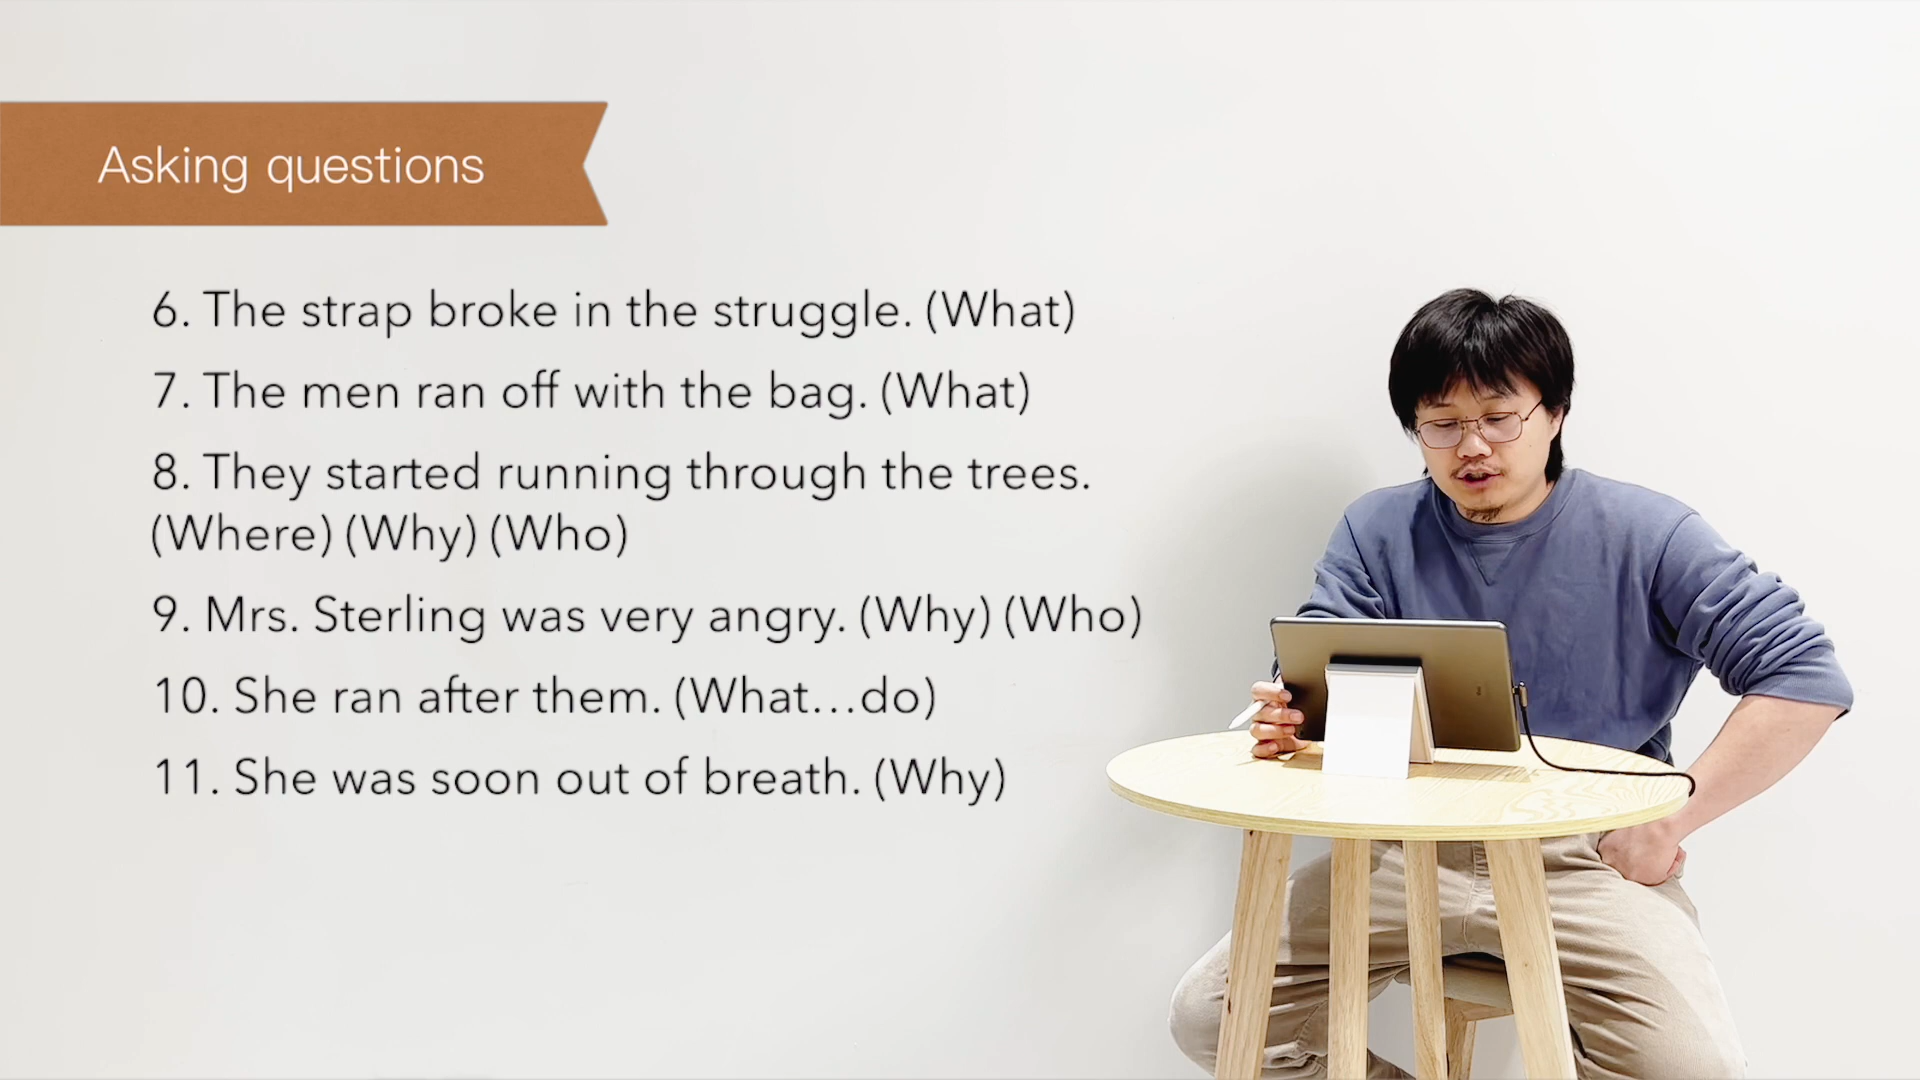 Asking questions
6. The strap broke in the struggle. (What)
7. The men ran off with the bag. (What)
8. They started running through the trees.
(Where) (Why) (Who)
9. Mrs. Sterling was very angry. (Why) (Who)
10. She ran after them. (What…do)
11. She was soon out of breath. (Why)